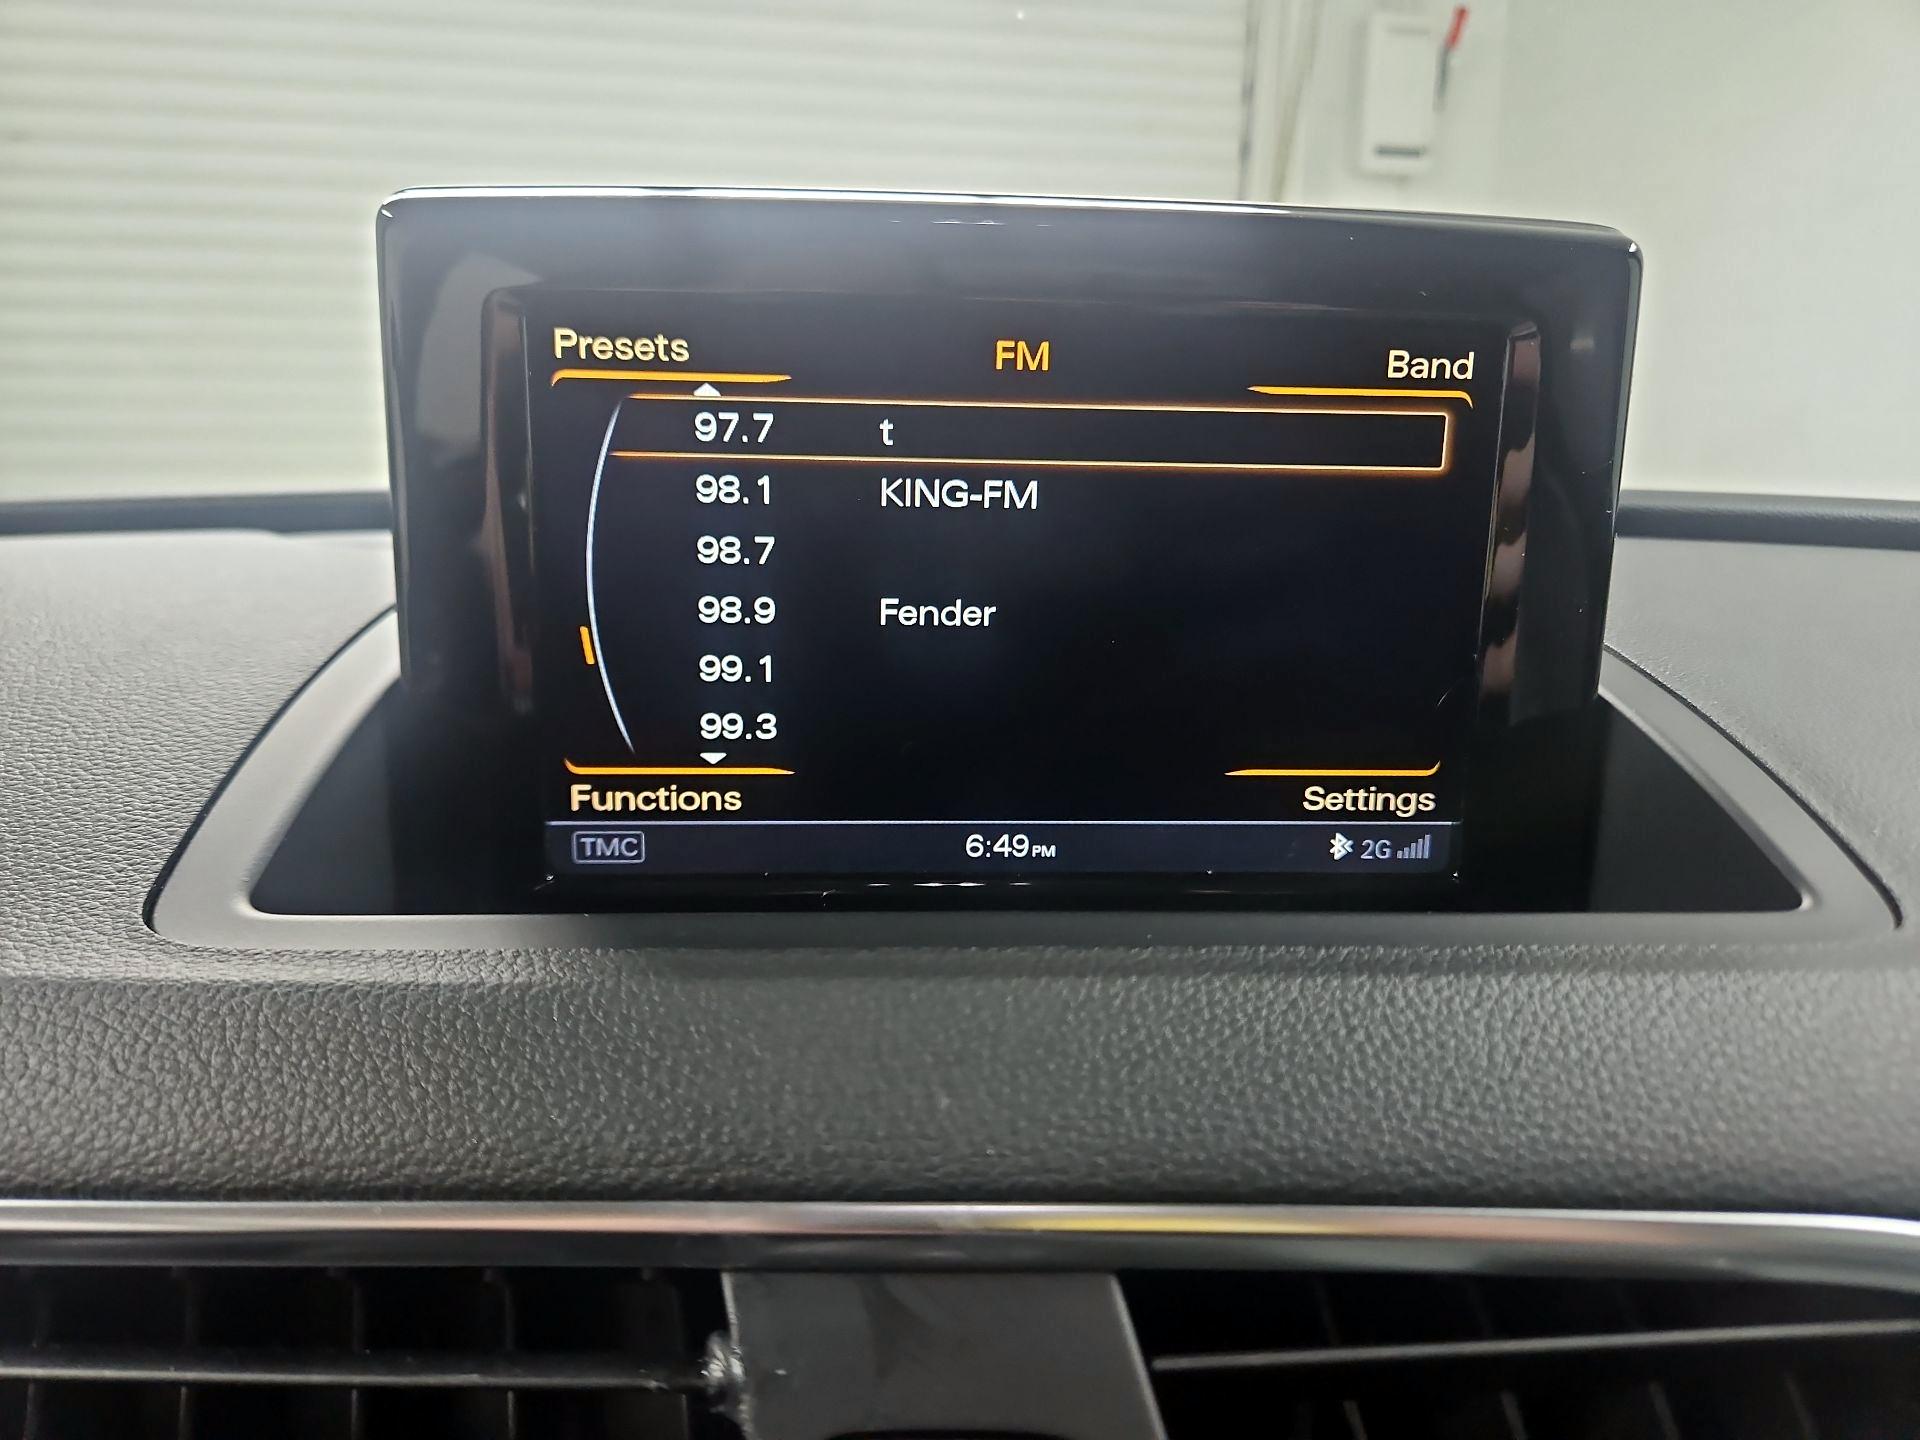 Presets FM Band
97.7 t
98.1 KING-FM
98.7
98.9 Fender
99.1
99.3
Functions Settings
TMC 6:49PM 2G